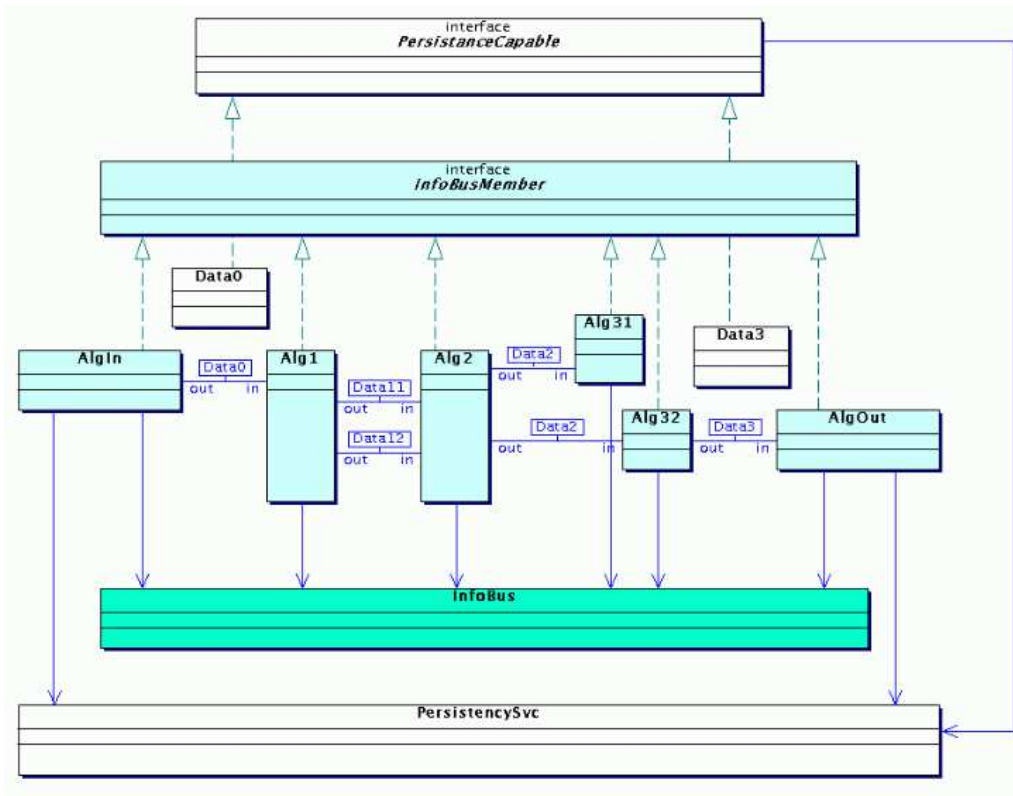 interface
PersistanceCapable
interface
InfoBusMember
Data0
Alg31
Data3
AlgIn
Data0
out in
Alg1
Data11
out in
Data12
out in
Alg2
Data2
out in
Data2
out in
Alg32
Data3
out in
AlgOut
InfoBus
PersistencySvc